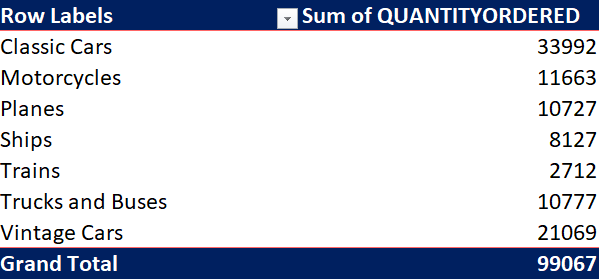 Row Labels Sum of QUANTITYORDERED
Classic Cars 33992
Motorcycles 11663
Planes 10727
Ships 8127
Trains 2712
Trucks and Buses 10777
Vintage Cars 21069
Grand Total 99067